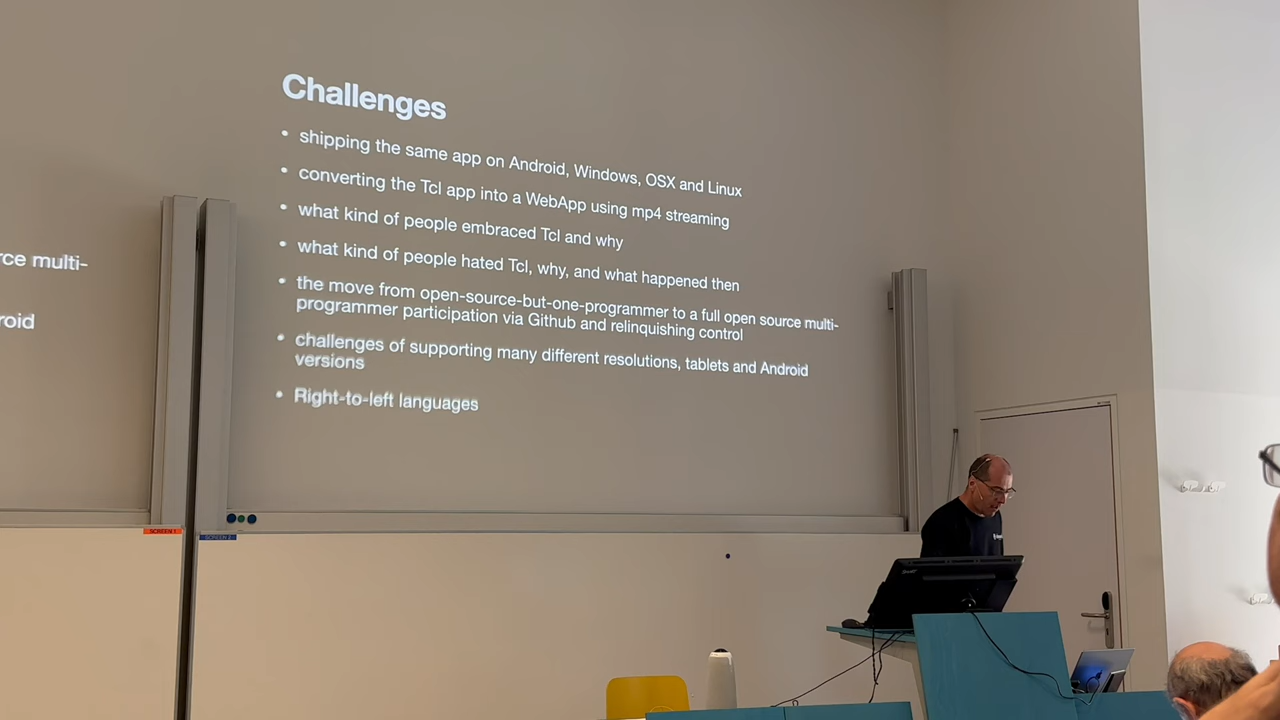 Challenges
• shipping the same app on Android, Windows, OSX and Linux
• converting the Tcl app into a WebApp using mp4 streaming
• what kind of people embraced Tcl and why
• what kind of people hated Tcl, why, and what happened then
• the move from open-source-but-one-programmer to a full open source multi-
programmer participation via Github and relinquishing control
• challenges of supporting many different resolutions, tablets and Android
versions
• Right-to-left languages
rce multi-
roid
SCREEN 1
SCREEN 2